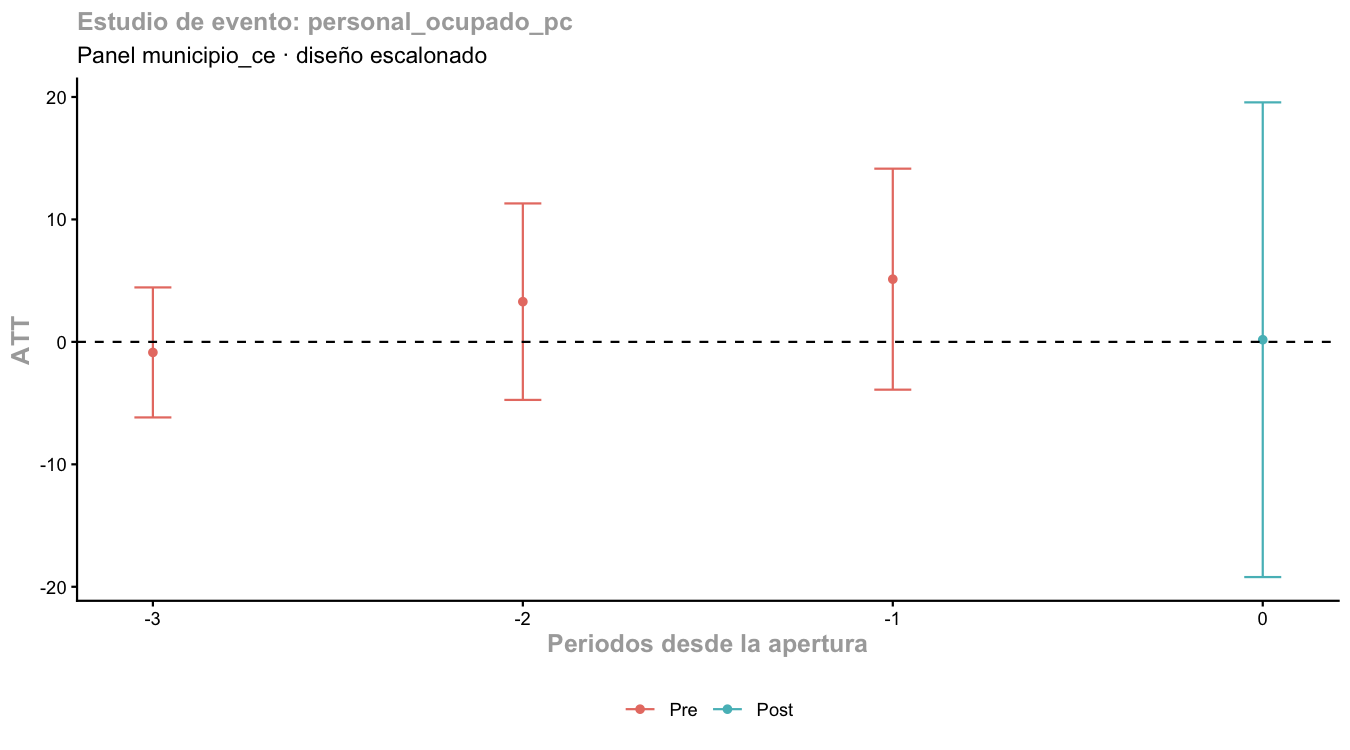 Estudio de evento: personal_ocupado_pc
Panel municipio_ce · diseño escalonado
ATT
20
10
0
-10
-20
-3
-2
-1
0
Periodos desde la apertura
Pre
Post